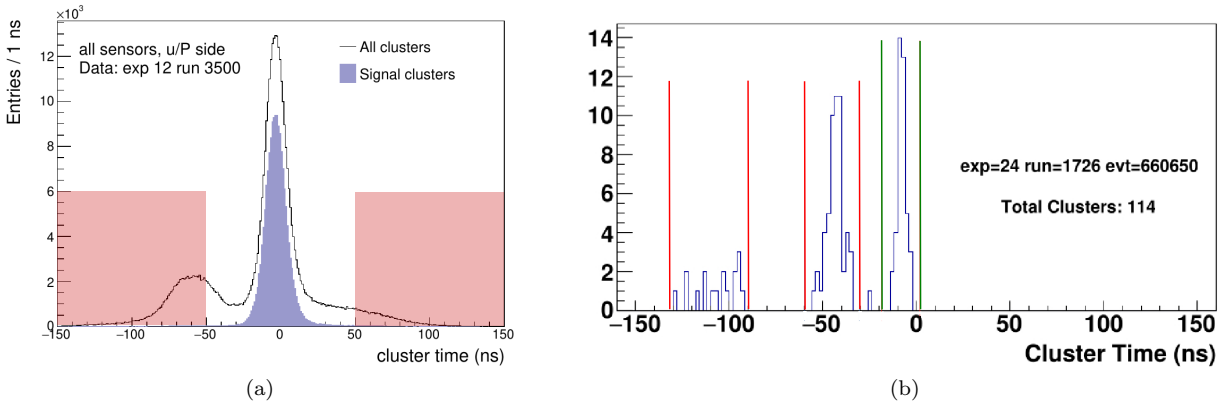 ×10³
Entries / 1 ns
12
10
8
6
4
2
0
all sensors, u/P side
Data: exp 12 run 3500
All clusters
Signal clusters
−150 −100 −50 0 50 100 150
cluster time (ns)
(a)
14
12
10
8
6
4
2
0
exp=24 run=1726 evt=660650
Total Clusters: 114
−150 −100 −50 0 50 100 150
Cluster Time (ns)
(b)